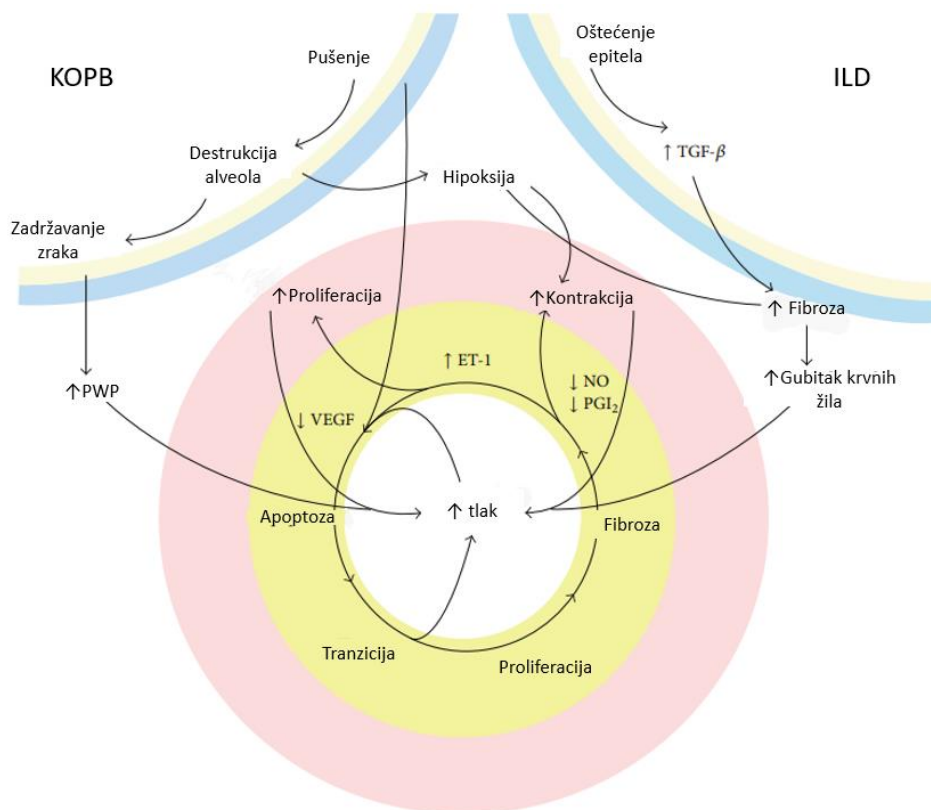 KOPB
Pušenje
Destrukcija
alveola
Zadržavanje
zraka
↑PWP
Hipoksija
Oštećenje
epitela
ILD
↑ TGF-β
↑ Fibroza
↑Gubitak krvnih
žila
↑Proliferacija
↑Kontrakcija
↑ ET-1
↓ NO
↓ PGI₂
↓ VEGF
Apoptoza
↑ tlak
Fibroza
Tranzicija
Proliferacija